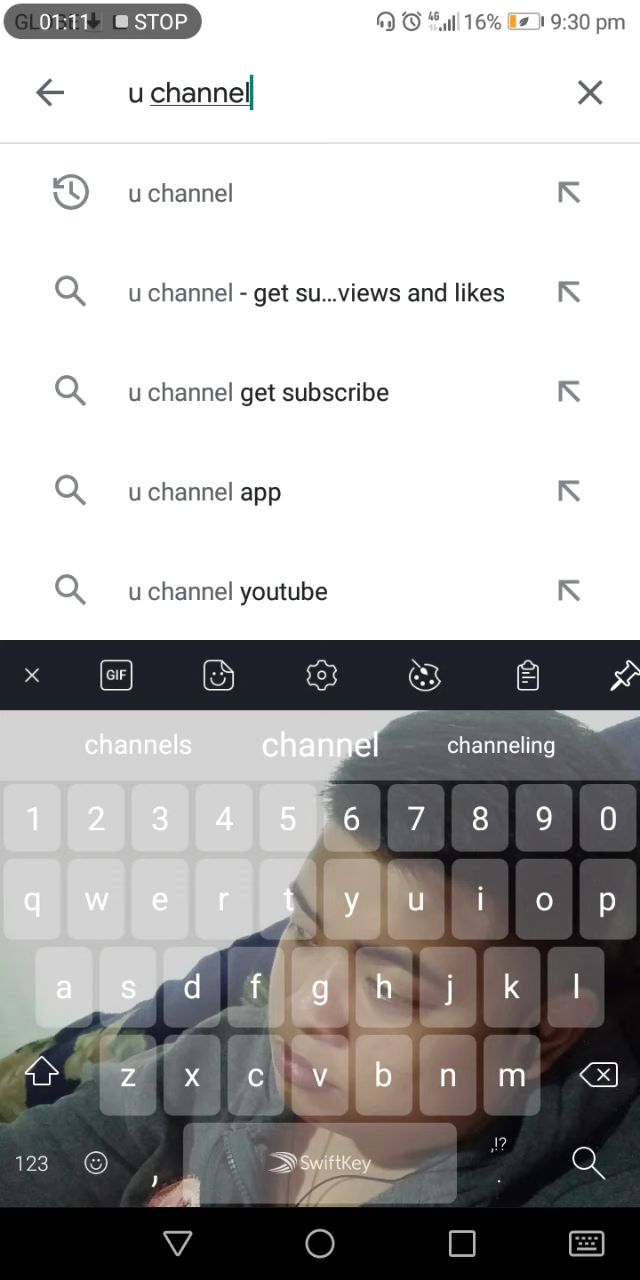 01:11 STOP 4G 16% 9:30 pm
u channel
u channel
u channel - get su...views and likes
u channel get subscribe
u channel app
u channel youtube
GIF
channels channel channeling
1 2 3 4 5 6 7 8 9 0
q w e r t y u i o p
a s d f g h j k l
z x c v b n m
123 , SwiftKey ,!? .